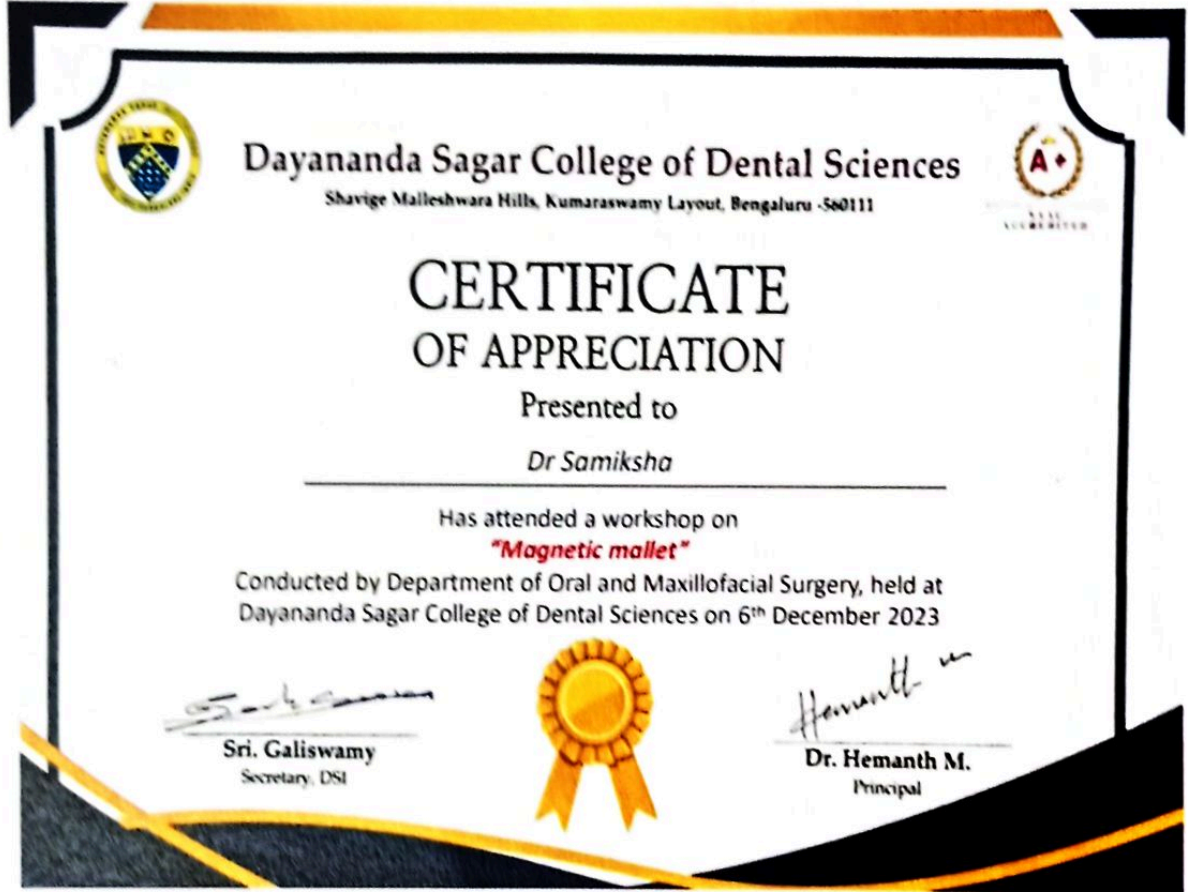 Dayananda Sagar College of Dental Sciences
Shavige Malleshwara Hills, Kumaraswamy Layout, Bengaluru -560111
A+
ACCREDITED
CERTIFICATE
OF APPRECIATION
Presented to
Dr Samiksha
Has attended a workshop on
"Magnetic mallet"
Conducted by Department of Oral and Maxillofacial Surgery, held at
Dayananda Sagar College of Dental Sciences on 6th December 2023
Hemanth m
Sri. Galiswamy
Secretary, DSI
Dr. Hemanth M.
Principal